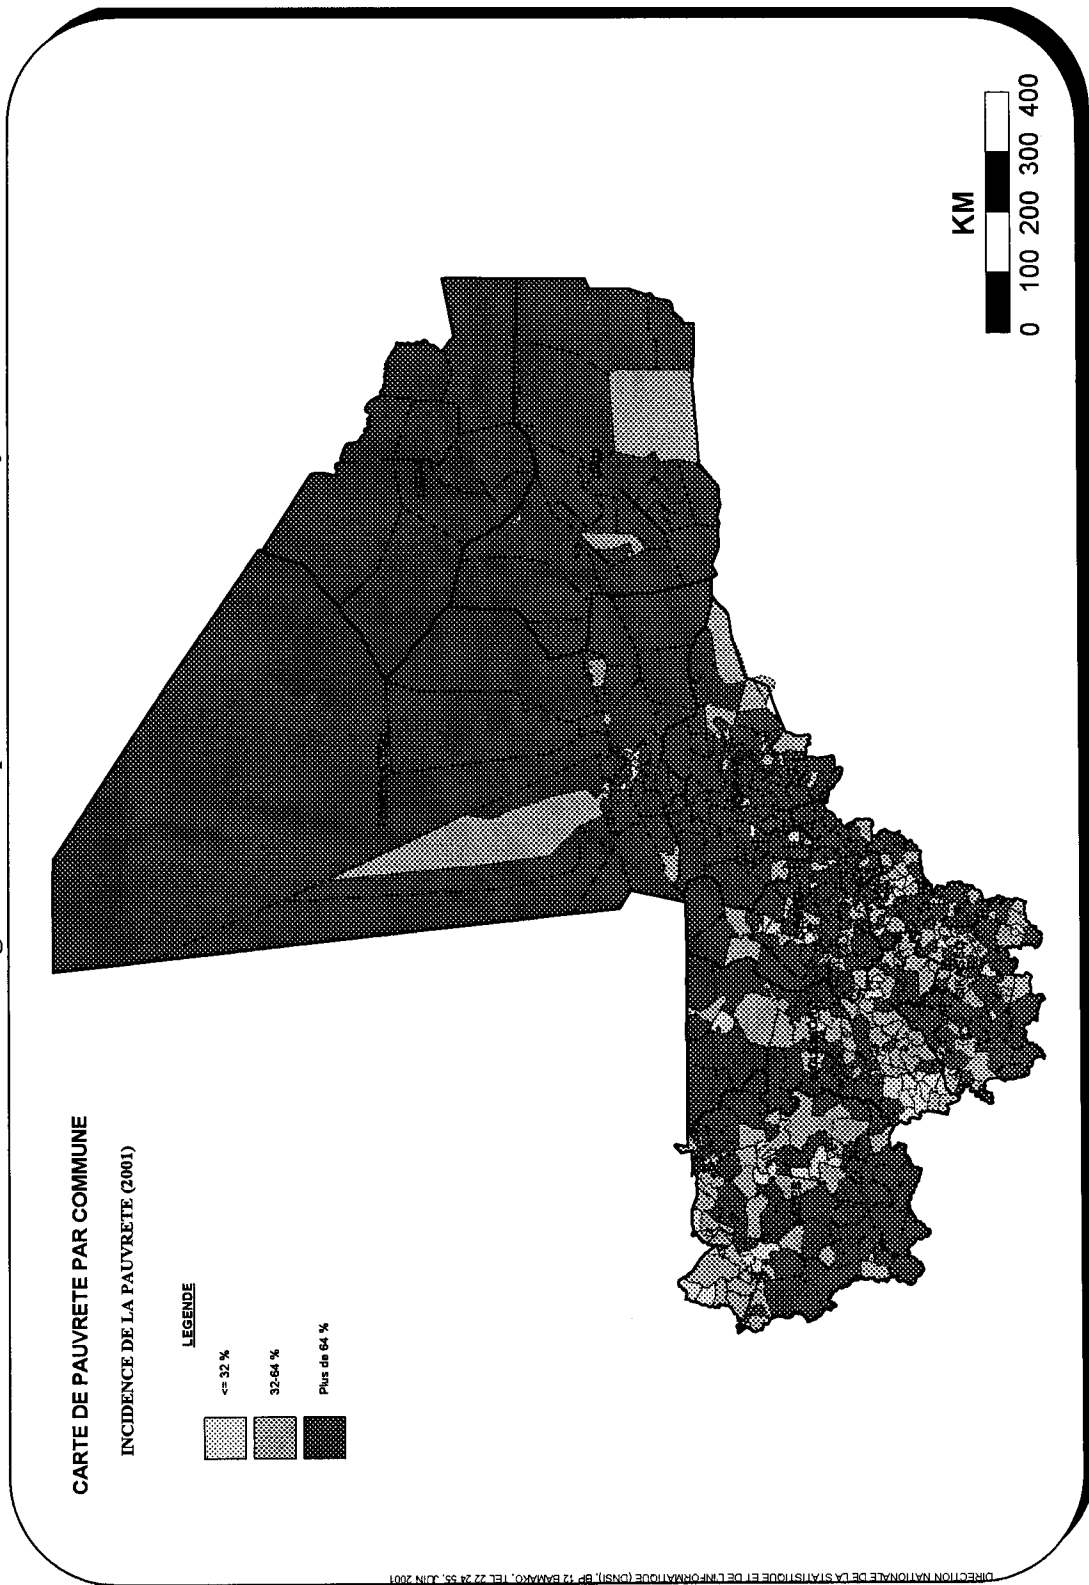 CARTE DE PAUVRETE PAR COMMUNE
INCIDENCE DE LA PAUVRETE (2001)
LEGENDE
<= 32 %
32-64 %
Plus de 64 %
KM
0 100 200 300 400
DIRECTION NATIONALE DE LA STATISTIQUE ET DE L'INFORMATIQUE (DNSI), BP 12 BAMAKO, TEL 22 24 55, JUIN 2001